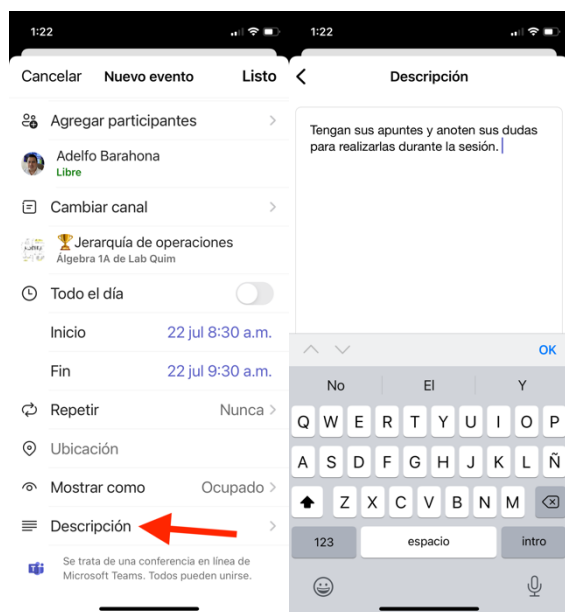 1:22
Cancelar Nuevo evento Listo
Agregar participantes
Adelfo Barahona
Libre
Cambiar canal
🏆Jerarquía de operaciones
Álgebra 1A de Lab Quim
Todo el día
Inicio 22 jul 8:30 a.m.
Fin 22 jul 9:30 a.m.
Repetir Nunca
Ubicación
Mostrar como Ocupado
Descripción
Se trata de una conferencia en línea de
Microsoft Teams. Todos pueden unirse.
1:22
Descripción
Tengan sus apuntes y anoten sus dudas
para realizarlas durante la sesión.
OK
No El Y
Q W E R T Y U I O P
A S D F G H J K L Ñ
Z X C V B N M
123 espacio intro